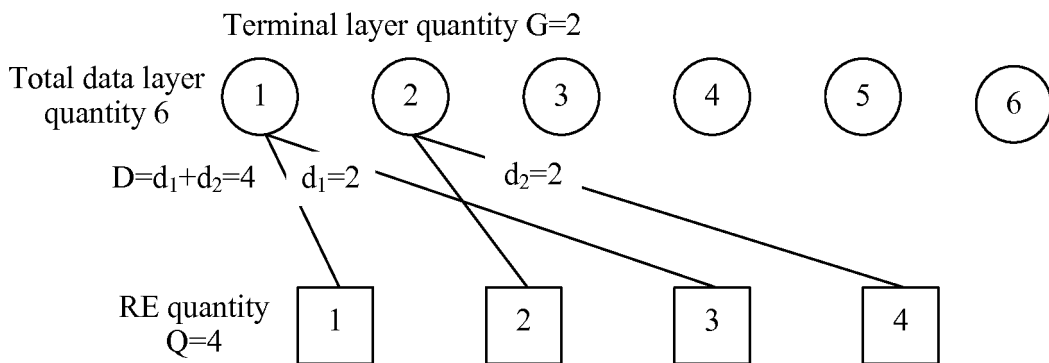 Terminal layer quantity G=2
Total data layer
quantity 6
1
2
3
4
5
6
D=d₁+d₂=4
d₁=2
d₂=2
RE quantity
Q=4
1
2
3
4